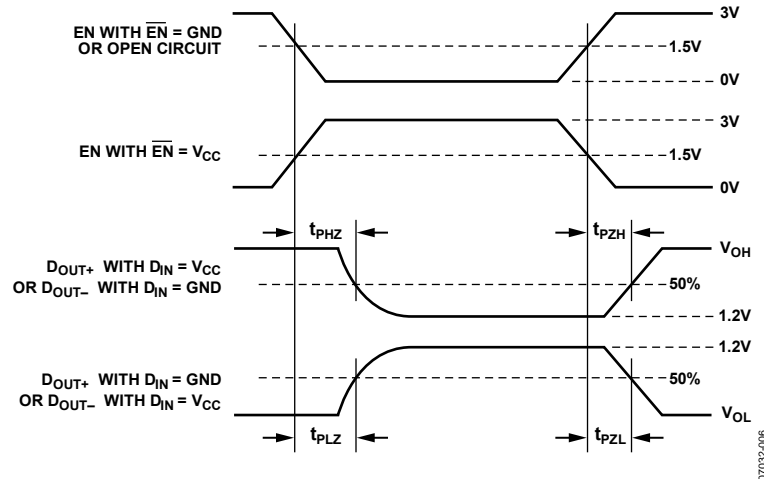 EN WITH E̅N̅ = GND
OR OPEN CIRCUIT
3V
1.5V
0V
EN WITH E̅N̅ = VCC
3V
1.5V
0V
tPHZ
tPZH
DOUT+ WITH DIN = VCC
OR DOUT– WITH DIN = GND
VOH
50%
1.2V
1.2V
DOUT+ WITH DIN = GND
OR DOUT– WITH DIN = VCC
50%
VOL
tPLZ
tPZL
07032-006